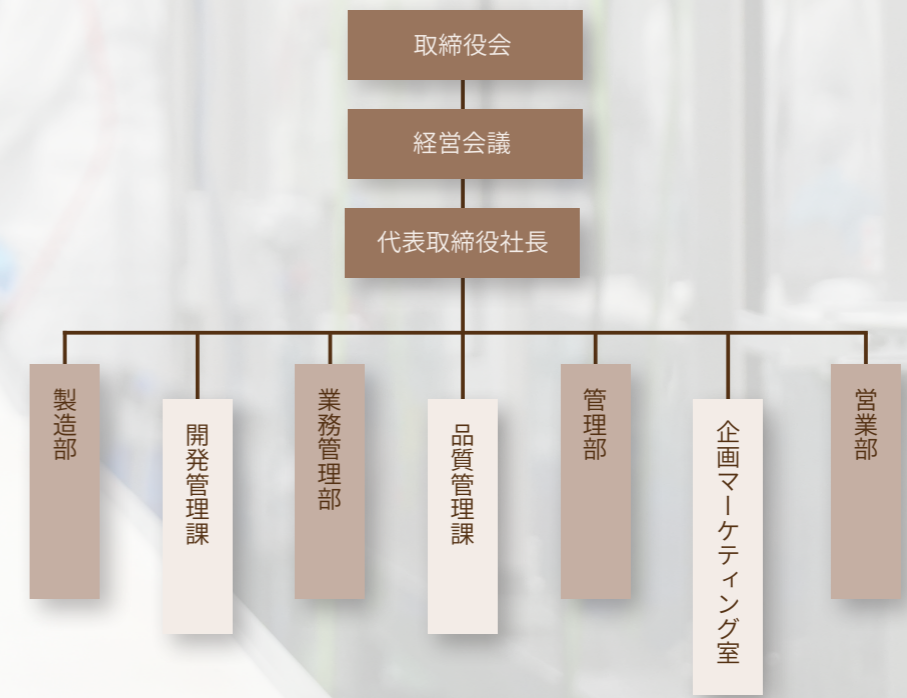 取締役会
経営会議
代表取締役社長
製造部
開発管理課
業務管理部
品質管理課
管理部
企画マーケティング室
営業部